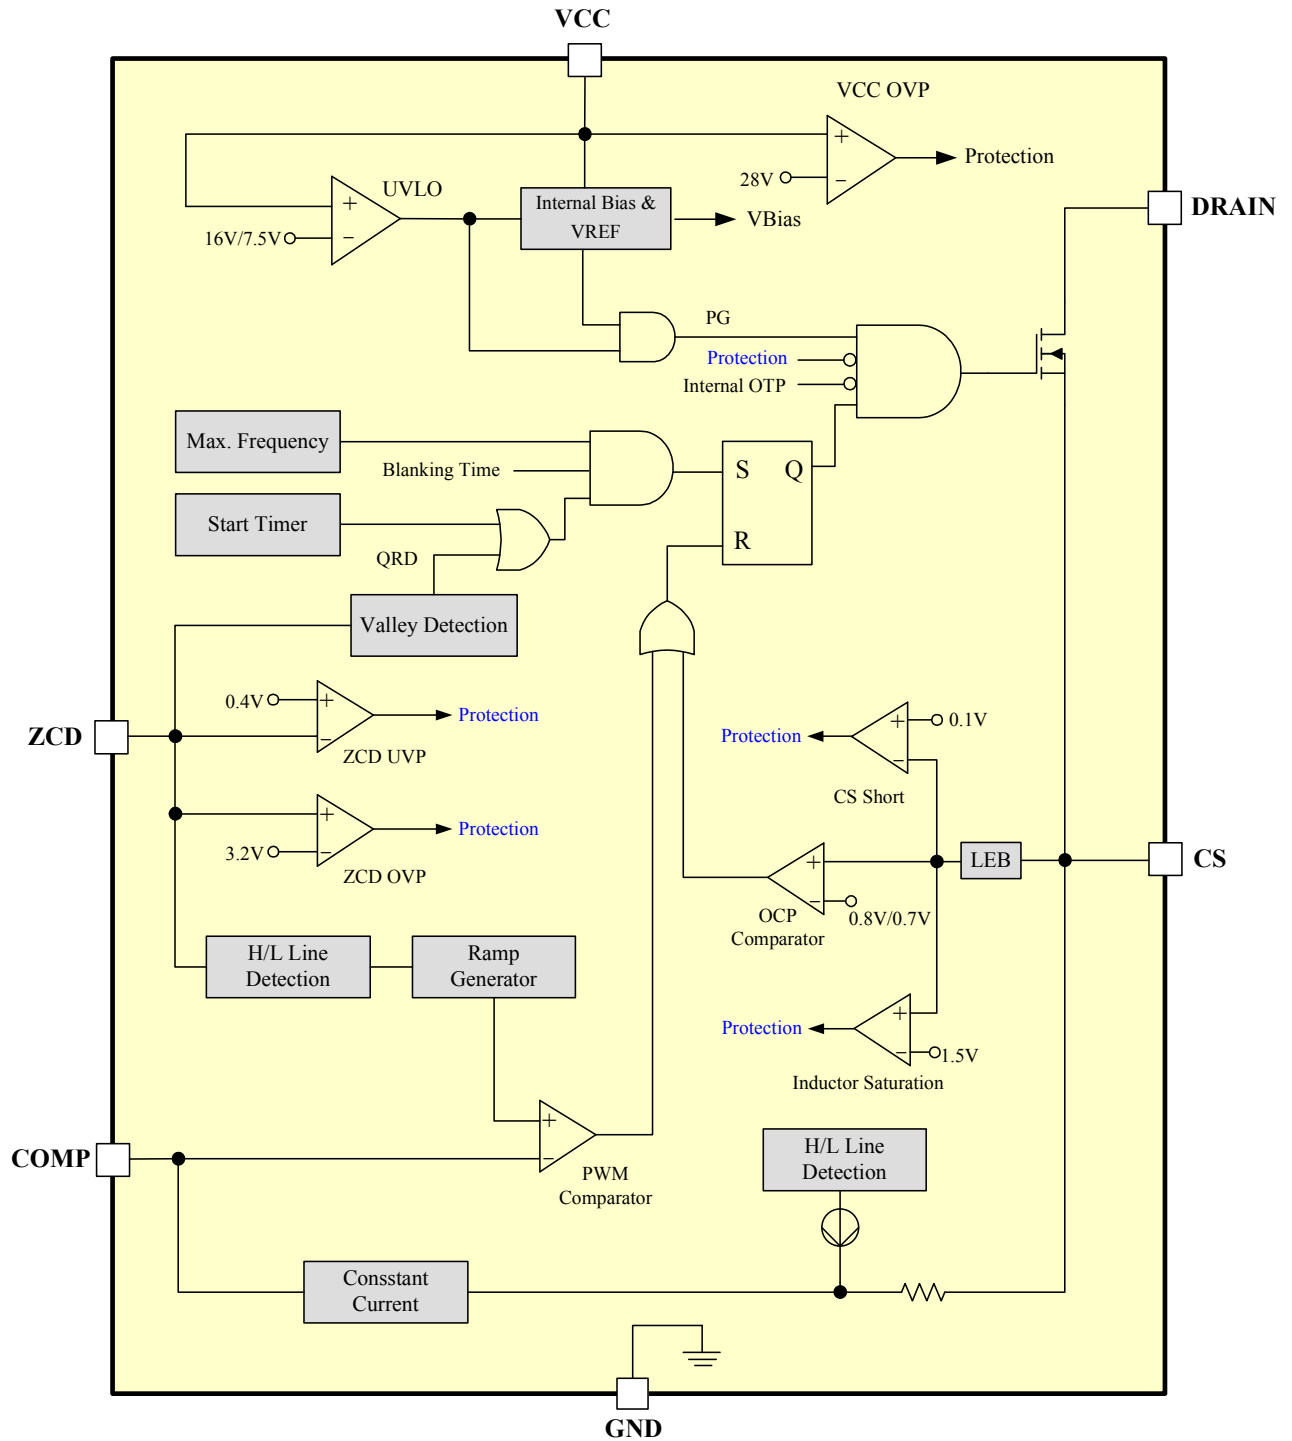 VCC
VCC OVP
+
Protection
28V
−
UVLO
+
16V/7.5V
−
Internal Bias &
VREF
VBias
DRAIN
PG
Protection
Internal OTP
Max. Frequency
Blanking Time
Start Timer
QRD
S Q
R
Valley Detection
0.4V
+
−
Protection
ZCD UVP
ZCD
+
3.2V
−
Protection
ZCD OVP
Protection
+
0.1V
−
CS Short
LEB
CS
+
−
0.8V/0.7V
OCP
Comparator
H/L Line
Detection
Ramp
Generator
Protection
+
−
1.5V
Inductor Saturation
COMP
+
−
PWM
Comparator
H/L Line
Detection
Consstant
Current
GND